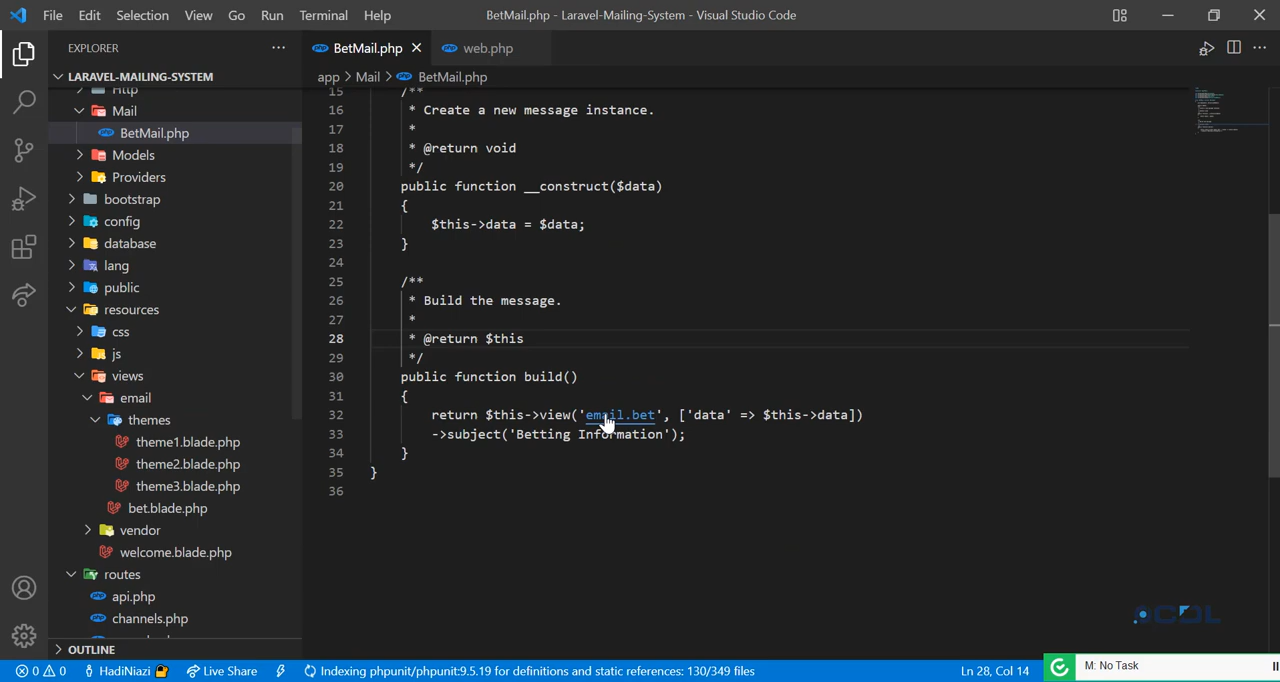 File Edit Selection View Go Run Terminal Help BetMail.php - Laravel-Mailing-System - Visual Studio Code
EXPLORER
LARAVEL-MAILING-SYSTEM
Http
Mail
BetMail.php
Models
Providers
bootstrap
config
database
lang
public
resources
css
js
views
email
themes
theme1.blade.php
theme2.blade.php
theme3.blade.php
bet.blade.php
vendor
welcome.blade.php
routes
api.php
channels.php
OUTLINE
BetMail.php web.php
app > Mail > BetMail.php
15 /**
16 * Create a new message instance.
17 *
18 * @return void
19 */
20 public function __construct($data)
21 {
22 $this->data = $data;
23 }
24
25 /**
26 * Build the message.
27 *
28 * @return $this
29 */
30 public function build()
31 {
32 return $this->view('email.bet', ['data' => $this->data])
33 ->subject('Betting Information');
34 }
35 }
36
0 0 HadiNiazi Live Share Indexing phpunit/phpunit:9.5.19 for definitions and static references: 130/349 files Ln 28, Col 14 M: No Task